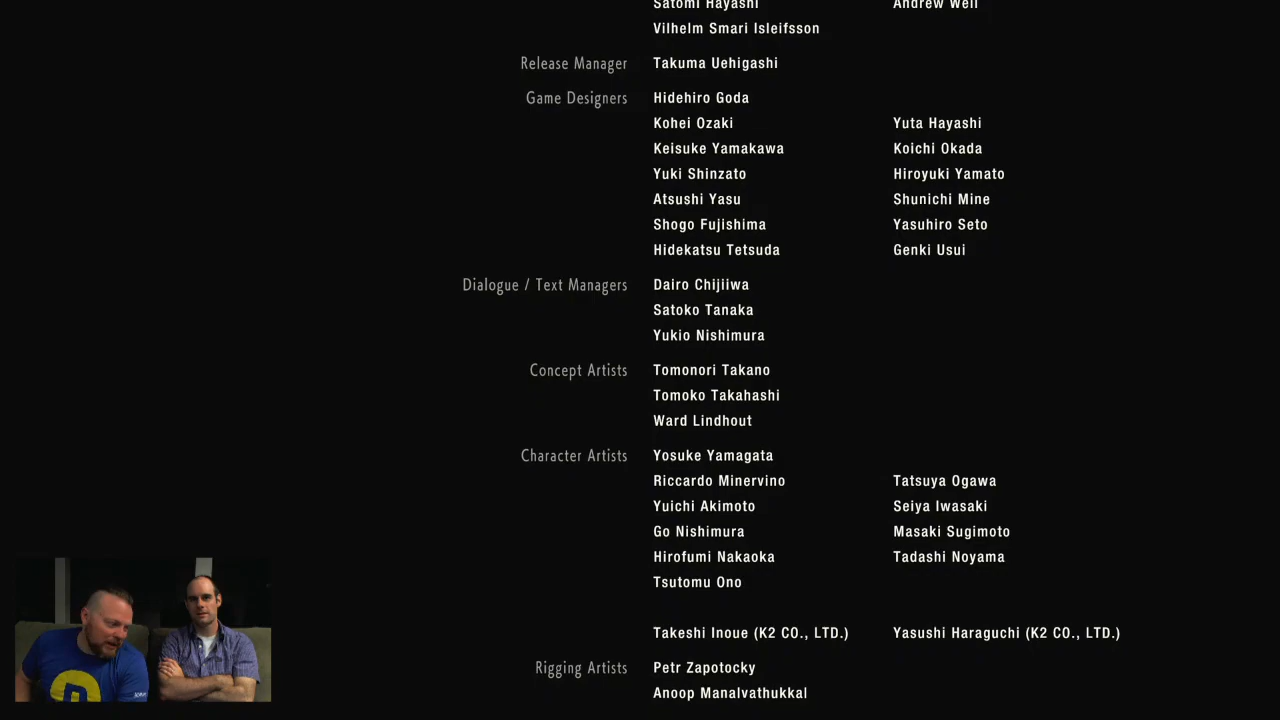 Satomi Hayashi Andrew Weil
Vilhelm Smari Isleifsson
Release Manager Takuma Uehigashi
Game Designers Hidehiro Goda
Kohei Ozaki Yuta Hayashi
Keisuke Yamakawa Koichi Okada
Yuki Shinzato Hiroyuki Yamato
Atsushi Yasu Shunichi Mine
Shogo Fujishima Yasuhiro Seto
Hidekatsu Tetsuda Genki Usui
Dialogue / Text Managers Dairo Chijiiwa
Satoko Tanaka
Yukio Nishimura
Concept Artists Tomonori Takano
Tomoko Takahashi
Ward Lindhout
Character Artists Yosuke Yamagata
Riccardo Minervino Tatsuya Ogawa
Yuichi Akimoto Seiya Iwasaki
Go Nishimura Masaki Sugimoto
Hirofumi Nakaoka Tadashi Noyama
Tsutomu Ono
Takeshi Inoue (K2 CO., LTD.) Yasushi Haraguchi (K2 CO., LTD.)
Rigging Artists Petr Zapotocky
Anoop Manalvathukkal